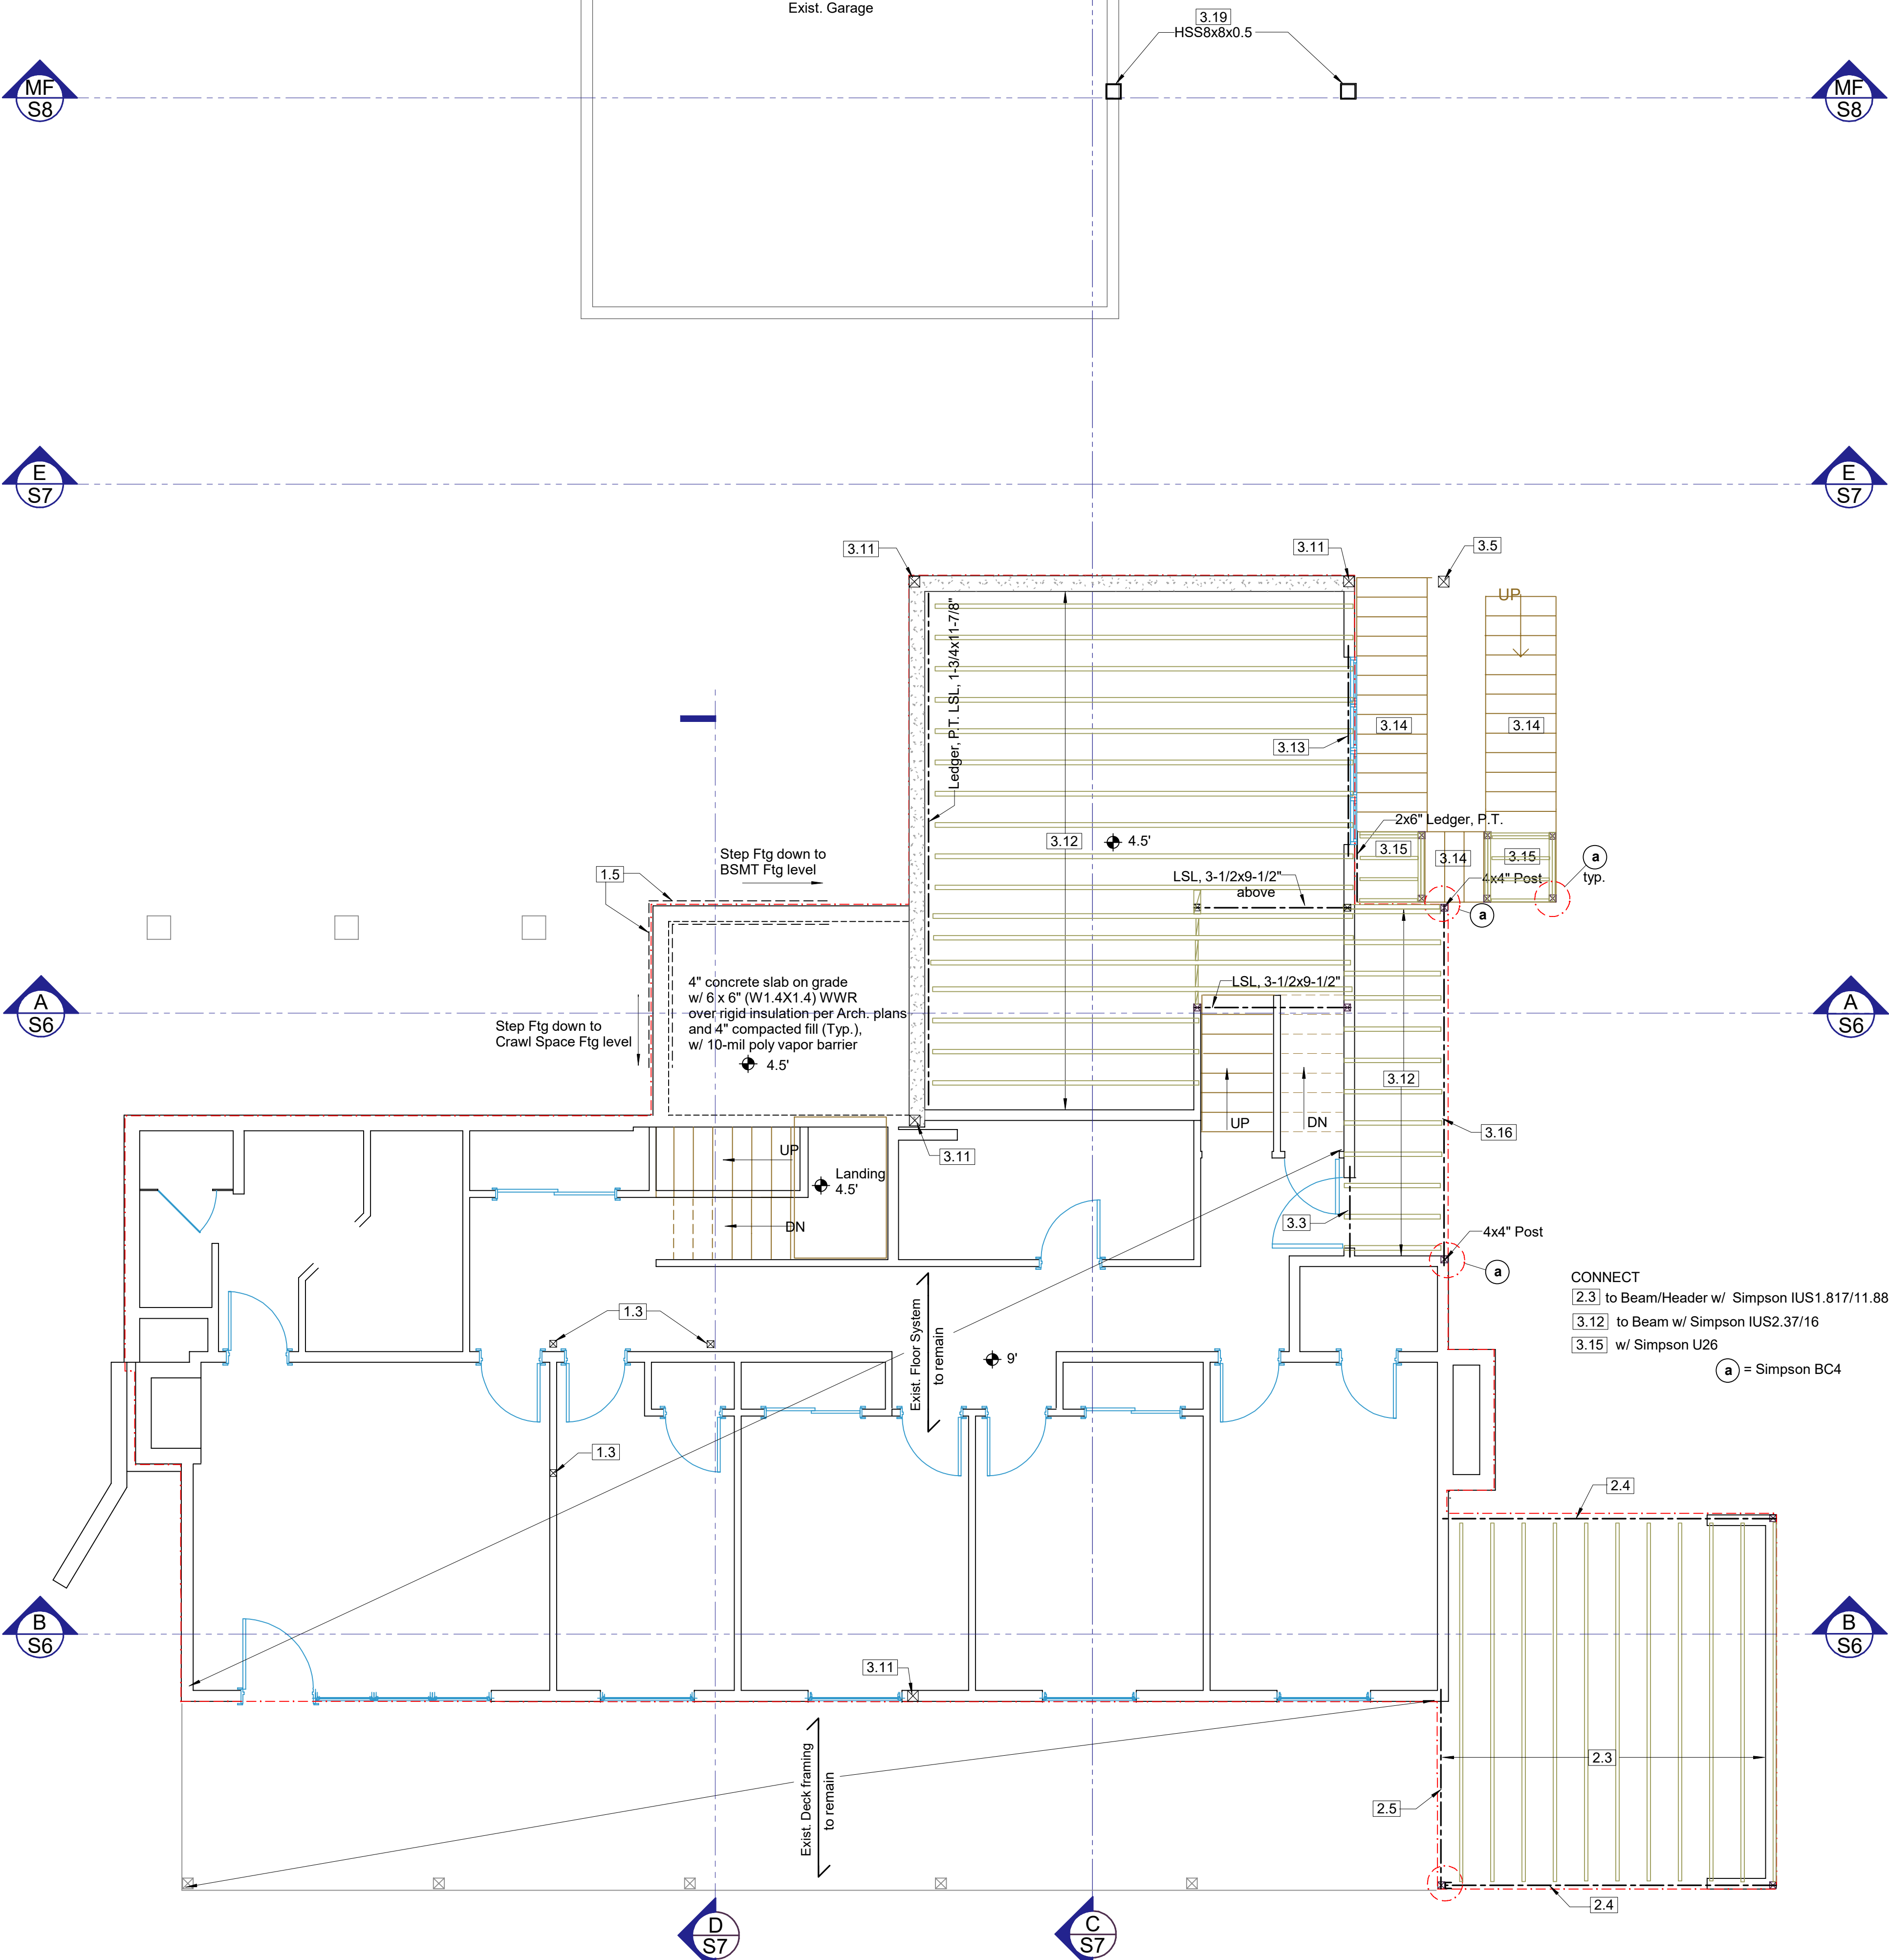 Exist. Garage
3.19
HSS8x8x0.5
MF
S8
MF
S8
E
S7
E
S7
3.11
3.11
3.5
UP
Ledger, P.T. LSL, 1-3/4x11-7/8"
3.14
3.14
3.13
2x6" Ledger, P.T.
3.12
4.5'
3.15
3.14
3.15
a
typ.
Step Ftg down to
BSMT Ftg level
1.5
LSL, 3-1/2x9-1/2"
above
4x4" Post
a
4" concrete slab on grade
w/ 6 x 6" (W1.4X1.4) WWR
over rigid insulation per Arch. plans
and 4" compacted fill (Typ.),
w/ 10-mil poly vapor barrier
4.5'
LSL, 3-1/2x9-1/2"
A
S6
A
S6
Step Ftg down to
Crawl Space Ftg level
3.12
UP
DN
3.16
3.11
UP
Landing
4.5'
DN
3.3
4x4" Post
a
CONNECT
2.3 to Beam/Header w/ Simpson IUS1.817/11.88
3.12 to Beam w/ Simpson IUS2.37/16
3.15 w/ Simpson U26
a = Simpson BC4
1.3
Exist. Floor System
to remain
9'
1.3
2.4
B
S6
B
S6
3.11
Exist. Deck framing
to remain
2.3
2.5
2.4
D
S7
C
S7